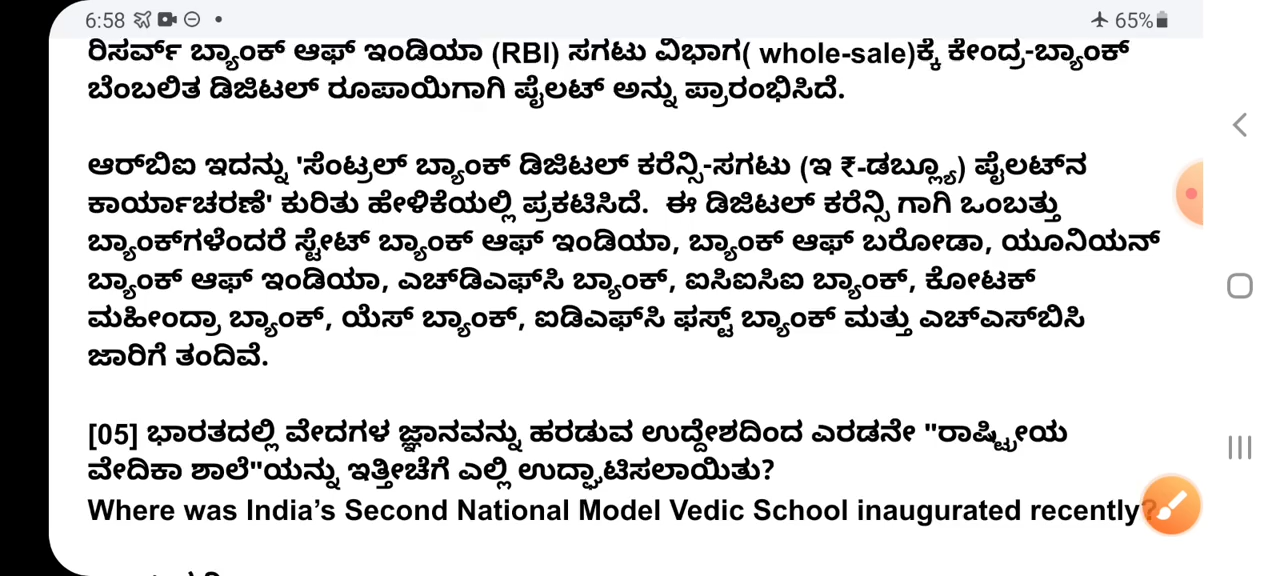 6:58
65%
ರಿಸರ್ವ್ ಬ್ಯಾಂಕ್ ಆಫ್ ಇಂಡಿಯಾ (RBI) ಸಗಟು ವಿಭಾಗ( whole-sale)ಕ್ಕೆ ಕೇಂದ್ರ-ಬ್ಯಾಂಕ್
ಬೆಂಬಲಿತ ಡಿಜಿಟಲ್ ರೂಪಾಯಿಗಾಗಿ ಪೈಲಟ್ ಅನ್ನು ಪ್ರಾರಂಭಿಸಿದೆ.
ಆರ್‌ಬಿಐ ಇದನ್ನು 'ಸೆಂಟ್ರಲ್ ಬ್ಯಾಂಕ್ ಡಿಜಿಟಲ್ ಕರೆನ್ಸಿ-ಸಗಟು (ಇ ₹-ಡಬ್ಲ್ಯೂ) ಪೈಲಟ್‌ನ
ಕಾರ್ಯಾಚರಣೆ' ಕುರಿತು ಹೇಳಿಕೆಯಲ್ಲಿ ಪ್ರಕಟಿಸಿದೆ. ಈ ಡಿಜಿಟಲ್ ಕರೆನ್ಸಿ ಗಾಗಿ ಒಂಬತ್ತು
ಬ್ಯಾಂಕ್‌ಗಳೆಂದರೆ ಸ್ಟೇಟ್ ಬ್ಯಾಂಕ್ ಆಫ್ ಇಂಡಿಯಾ, ಬ್ಯಾಂಕ್ ಆಫ್ ಬರೋಡಾ, ಯೂನಿಯನ್
ಬ್ಯಾಂಕ್ ಆಫ್ ಇಂಡಿಯಾ, ಎಚ್‌ಡಿಎಫ್‌ಸಿ ಬ್ಯಾಂಕ್, ಐಸಿಐಸಿಐ ಬ್ಯಾಂಕ್, ಕೋಟಕ್
ಮಹೀಂದ್ರಾ ಬ್ಯಾಂಕ್, ಯೆಸ್ ಬ್ಯಾಂಕ್, ಐಡಿಎಫ್‌ಸಿ ಫಸ್ಟ್ ಬ್ಯಾಂಕ್ ಮತ್ತು ಎಚ್‌ಎಸ್‌ಬಿಸಿ
ಜಾರಿಗೆ ತಂದಿವೆ.
[05] ಭಾರತದಲ್ಲಿ ವೇದಗಳ ಜ್ಞಾನವನ್ನು ಹರಡುವ ಉದ್ದೇಶದಿಂದ ಎರಡನೇ "ರಾಷ್ಟ್ರೀಯ
ವೇದಿಕಾ ಶಾಲೆ"ಯನ್ನು ಇತ್ತೀಚೆಗೆ ಎಲ್ಲಿ ಉದ್ಘಾಟಿಸಲಾಯಿತು?
Where was India’s Second National Model Vedic School inaugurated recently?